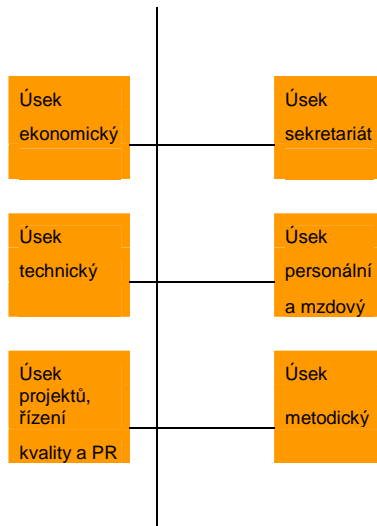 Úsek
ekonomický
Úsek
sekretariát
Úsek
technický
Úsek
personální
a mzdový
Úsek
projektů,
řízení
kvality a PR
Úsek
metodický